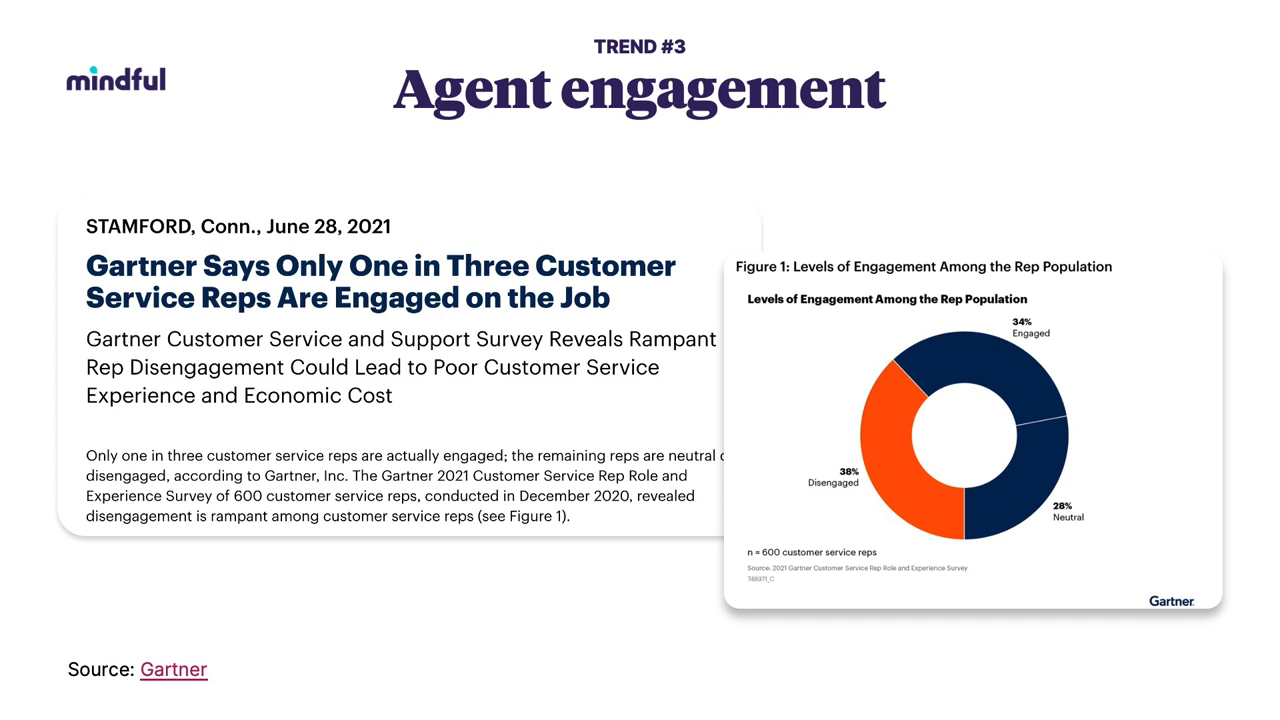 TREND #3
mindful
Agent engagement
STAMFORD, Conn., June 28, 2021
Gartner Says Only One in Three Customer
Service Reps Are Engaged on the Job
Gartner Customer Service and Support Survey Reveals Rampant
Rep Disengagement Could Lead to Poor Customer Service
Experience and Economic Cost
Only one in three customer service reps are actually engaged; the remaining reps are neutral
disengaged, according to Gartner, Inc. The Gartner 2021 Customer Service Rep Role and
Experience Survey of 600 customer service reps, conducted in December 2020, revealed
disengagement is rampant among customer service reps (see Figure 1).
Figure 1: Levels of Engagement Among the Rep Population
Levels of Engagement Among the Rep Population
34%
Engaged
38%
Disengaged
28%
Neutral
n = 600 customer service reps
Source: 2021 Gartner Customer Service Rep Role and Experience Survey
748971_C
Gartner
Source: Gartner